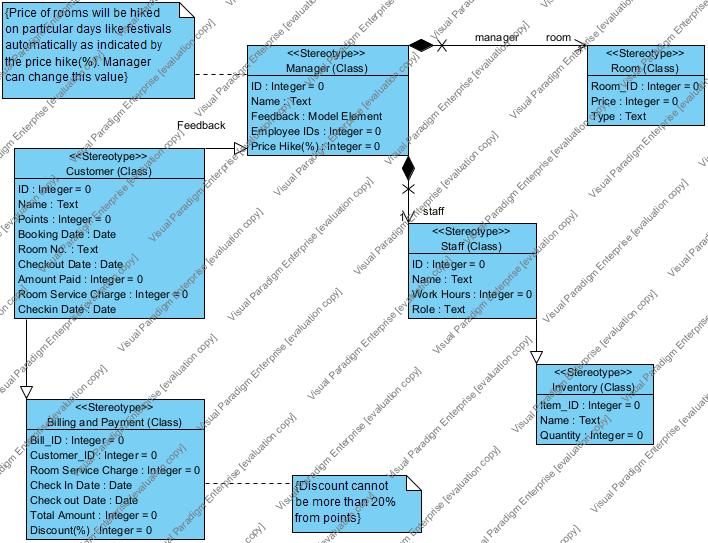 {Price of rooms will be hiked
on particular days like festivals
automatically as indicated by
the price hike(%). Manager
can change this value}
<<Stereotype>>
Manager (Class)
ID : Integer = 0
Name : Text
Feedback : Model Element
Employee IDs : Integer = 0
Price Hike(%) : Integer = 0
manager
room
<<Stereotype>>
Room (Class)
Room_ID : Integer = 0
Price : Integer = 0
Type : Text
Feedback
<<Stereotype>>
Customer (Class)
ID : Integer = 0
Name : Text
Points : Integer = 0
Booking Date : Date
Room No. : Text
Checkout Date : Date
Amount Paid : Integer = 0
Room Service Charge : Integer = 0
Checkin Date : Date
staff
<<Stereotype>>
Staff (Class)
ID : Integer = 0
Name : Text
Work Hours : Integer = 0
Role : Text
<<Stereotype>>
Inventory (Class)
Item_ID : Integer = 0
Name : Text
Quantity : Integer = 0
<<Stereotype>>
Billing and Payment (Class)
Bill_ID : Integer = 0
Customer_ID : Integer = 0
Room Service Charge : Integer = 0
Check In Date : Date
Check out Date : Date
Total Amount : Integer = 0
Discount(%) : Integer = 0
{Discount cannot
be more than 20%
from points}
Visual Paradigm Enterprise [evaluation copy]